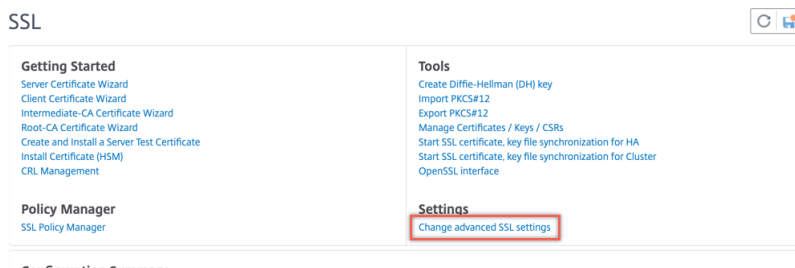 SSL
Getting Started
Server Certificate Wizard
Client Certificate Wizard
Intermediate-CA Certificate Wizard
Root-CA Certificate Wizard
Create and Install a Server Test Certificate
Install Certificate (HSM)
CRL Management
Policy Manager
SSL Policy Manager
Tools
Create Diffie-Hellman (DH) key
Import PKCS#12
Export PKCS#12
Manage Certificates / Keys / CSRs
Start SSL certificate, key file synchronization for HA
Start SSL certificate, key file synchronization for Cluster
OpenSSL interface
Settings
Change advanced SSL settings